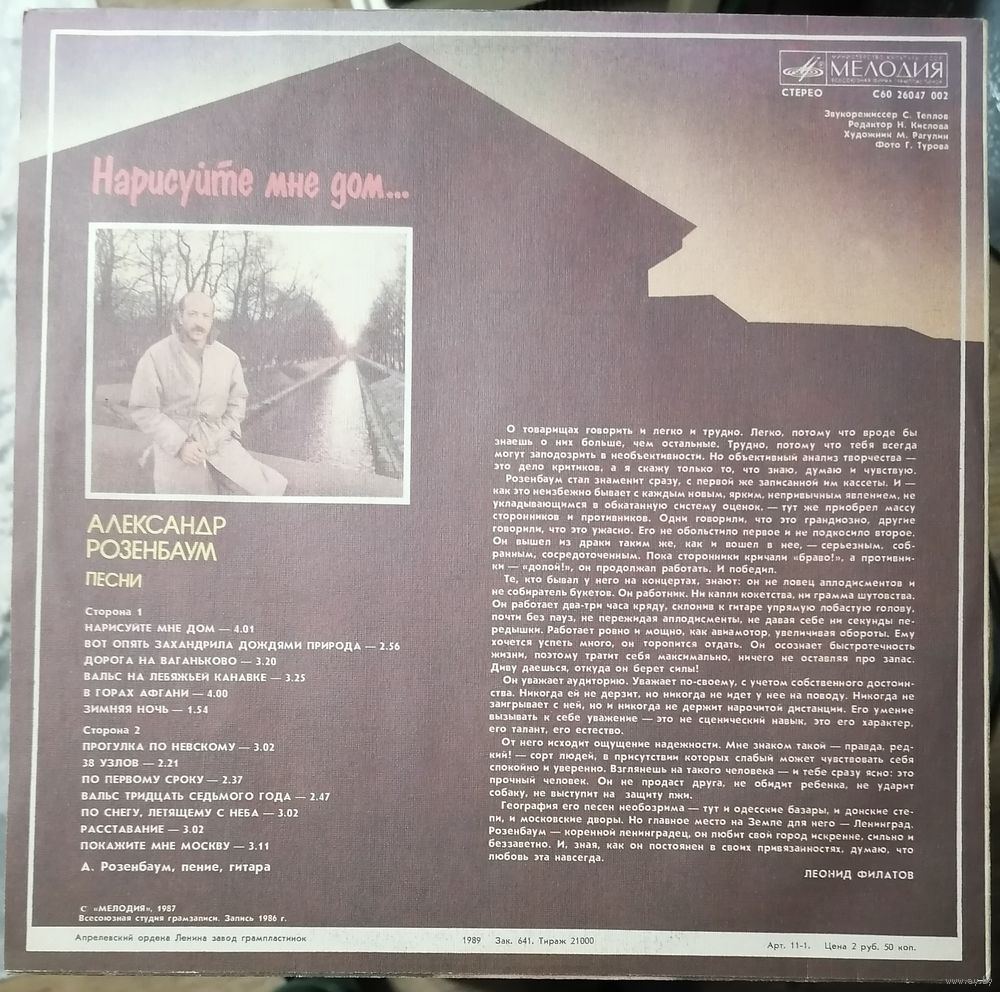 МИНИСТЕРСТВО КУЛЬТУРЫ СССР
МЕЛОДИЯ
ВСЕСОЮЗНАЯ ФИРМА ГРАМПЛАСТИНОК
СТЕРЕО С60 26047 002
Звукорежиссер С. Теплов
Редактор Н. Кислова
Художник М. Рагулин
Фото Г. Турова
Нарисуйте мне дом...
АЛЕКСАНДР
РОЗЕНБАУМ
ПЕСНИ
Сторона 1
НАРИСУЙТЕ МНЕ ДОМ — 4.01
ВОТ ОПЯТЬ ЗАХАНДРИЛА ДОЖДЯМИ ПРИРОДА — 2.56
ДОРОГА НА ВАГАНЬКОВО — 3.20
ВАЛЬС НА ЛЕБЯЖЬЕЙ КАНАВКЕ — 3.25
В ГОРАХ АФГАНИ — 4.00
ЗИМНЯЯ НОЧЬ — 1.54
Сторона 2
ПРОГУЛКА ПО НЕВСКОМУ — 3.02
38 УЗЛОВ — 2.21
ПО ПЕРВОМУ СРОКУ — 2.37
ВАЛЬС ТРИДЦАТЬ СЕДЬМОГО ГОДА — 2.47
ПО СНЕГУ, ЛЕТЯЩЕМУ С НЕБА — 3.02
РАССТАВАНИЕ — 3.02
ПОКАЖИТЕ МНЕ МОСКВУ — 3.11
А. Розенбаум, пение, гитара
С «МЕЛОДИЯ», 1987
Всесоюзная студия грамзаписи. Запись 1986 г.
О товарищах говорить и легко и трудно. Легко, потому что вроде бы
знаешь о них больше, чем остальные. Трудно, потому что тебя всегда
могут заподозрить в необъективности. Но объективный анализ творчества —
это дело критиков, а я скажу только то, что знаю, думаю и чувствую.
Розенбаум стал знаменит сразу, с первой же записанной им кассеты. И —
как это неизбежно бывает с каждым новым, ярким, непривычным явлением, не
укладывающимся в обкатанную систему оценок, — тут же приобрел массу
сторонников и противников. Одни говорили, что это грандиозно, другие
говорили, что это ужасно. Его не обольстило первое и не подкосило второе.
Он вышел из драки таким же, как и вошел в нее, — серьезным, соб-
ранным, сосредоточенным. Пока сторонники кричали «браво!», а противни-
ки — «долой!», он продолжал работать. И победил.
Те, кто бывал у него на концертах, знают: он не ловец аплодисментов и
не собиратель букетов. Он работник. Ни капли кокетства, ни грамма шутовства.
Он работает два-три часа кряду, склонив к гитаре упрямую лобастую голову,
почти без пауз, не пережидая аплодисменты, не давая себе ни секунды пе-
редышки. Работает ровно и мощно, как авиамотор, увеличивая обороты. Ему
хочется успеть много, он торопится отдать. Он осознает быстротечность
жизни, поэтому тратит себя максимально, ничего не оставляя про запас.
Диву даешься, откуда он берет силы!
Он уважает аудиторию. Уважает по-своему, с учетом собственного достоин-
ства. Никогда ей не дерзит, но никогда не идет у нее на поводу. Никогда не
заигрывает с ней, но и никогда не держит нарочитой дистанции. Его умение
вызывать к себе уважение — это не сценический навык, это его характер,
его талант, его естество.
От него исходит ощущение надежности. Мне знаком такой — правда, ред-
кий! — сорт людей, в присутствии которых слабый может чувствовать себя
спокойно и уверенно. Взглянешь на такого человека — и тебе сразу ясно: это
прочный человек. Он не продаст друга, не обидит ребенка, не ударит
собаку, не выступит на защиту лжи.
География его песен необозрима — тут и одесские базары, и донские сте-
пи, и московские дворы. Но главное место на Земле для него — Ленинград.
Розенбаум — коренной ленинградец, он любит свой город искренне, сильно и
беззаветно. И, зная, как он постоянен в своих привязанностях, думаю, что
любовь эта навсегда.
ЛЕОНИД ФИЛАТОВ
Апрелевский ордена Ленина завод грампластинок 1989 Зак. 641. Тираж 21000 Арт. 11-1. Цена 2 руб. 50 коп.
www.ay.by